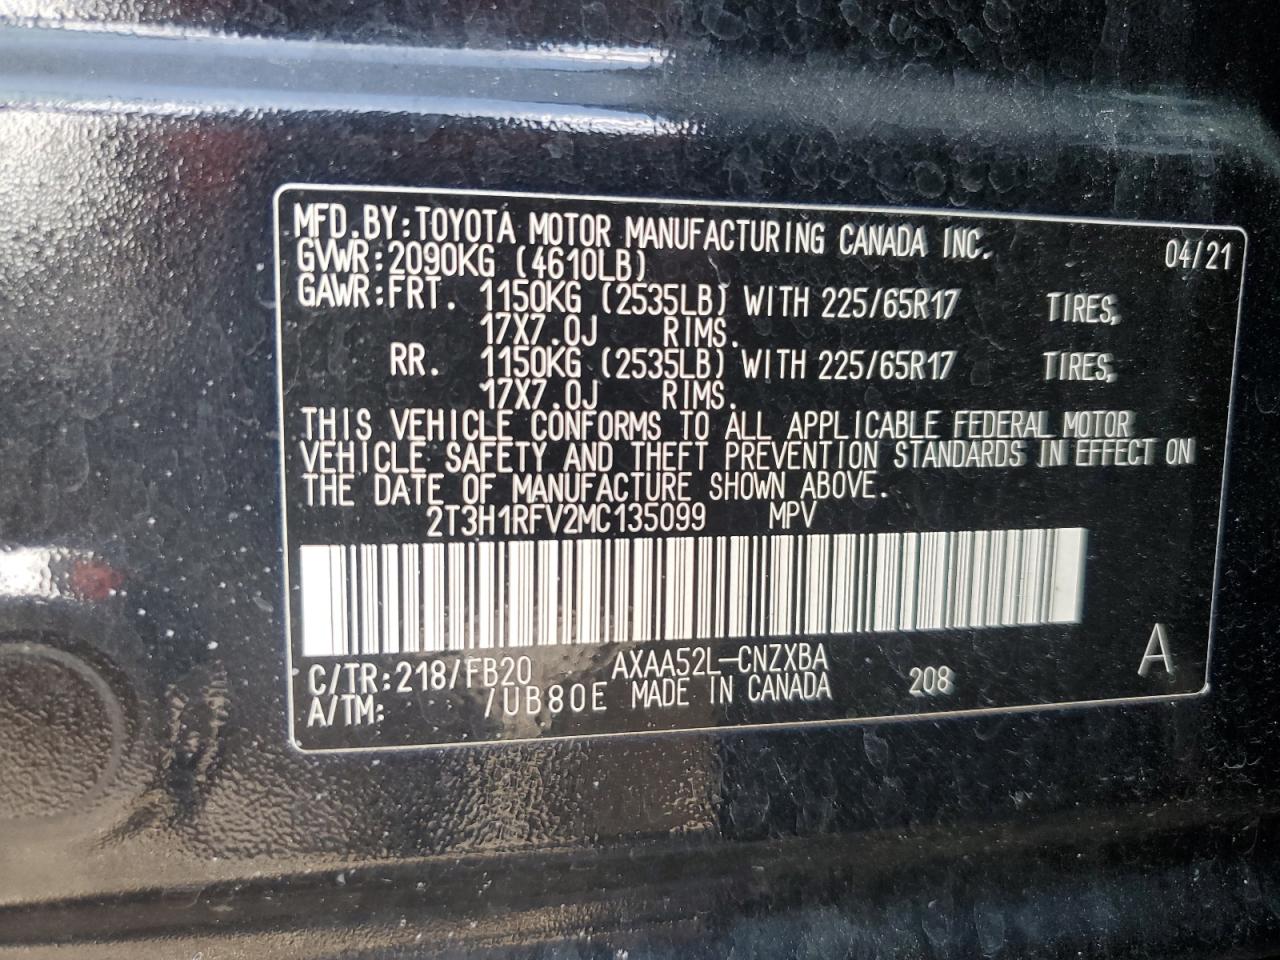 MFD.BY:TOYOTA MOTOR MANUFACTURING CANADA INC. 04/21
GVWR:2090KG (4610LB)
GAWR:FRT. 1150KG (2535LB) WITH 225/65R17 TIRES,
17X7.0J RIMS.
RR. 1150KG (2535LB) WITH 225/65R17 TIRES,
17X7.0J RIMS.
THIS VEHICLE CONFORMS TO ALL APPLICABLE FEDERAL MOTOR
VEHICLE SAFETY AND THEFT PREVENTION STANDARDS IN EFFECT ON
THE DATE OF MANUFACTURE SHOWN ABOVE.
2T3H1RFV2MC135099 MPV
C/TR:218/FB20 AXAA52L-CNZXBA 208 A
A/TM: /UB80E MADE IN CANADA